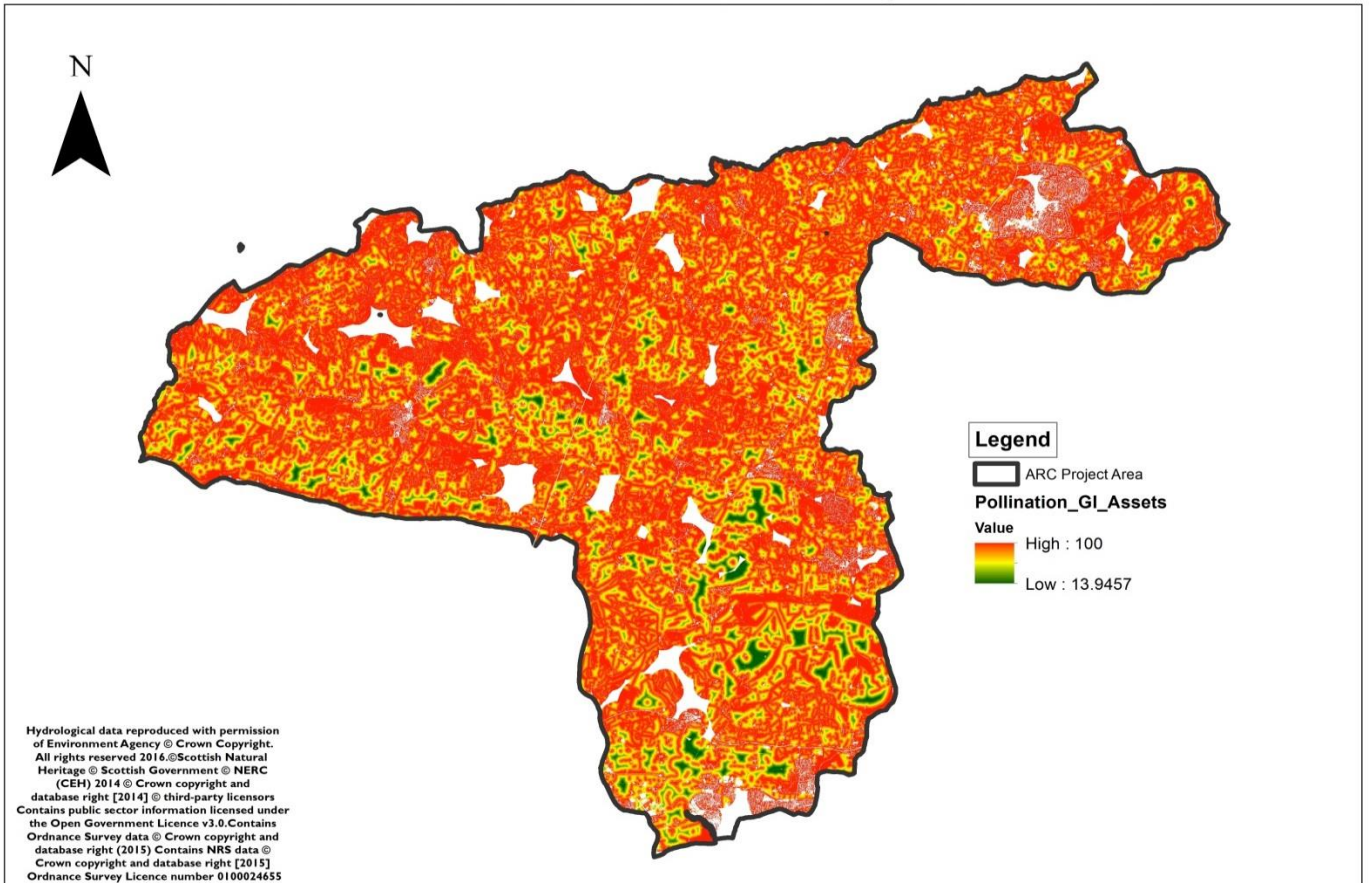 N
Legend
ARC Project Area
Pollination_GI_Assets
Value
High : 100
Low : 13.9457
Hydrological data reproduced with permission
of Environment Agency © Crown Copyright.
All rights reserved 2016.©Scottish Natural
Heritage © Scottish Government © NERC
(CEH) 2014 © Crown copyright and
database right [2014] © third-party licensors
Contains public sector information licensed under
the Open Government Licence v3.0.Contains
Ordnance Survey data © Crown copyright and
database right (2015) Contains NRS data ©
Crown copyright and database right [2015]
Ordnance Survey Licence number 0100024655